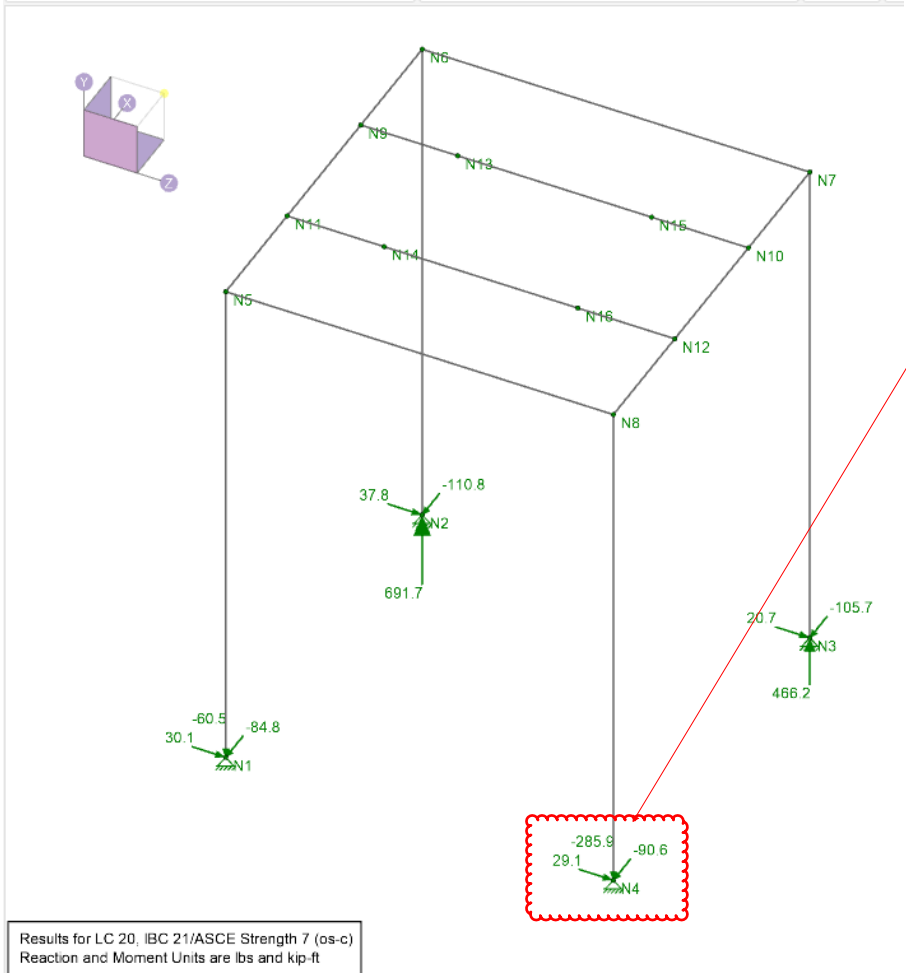 N6
Y
X
Z
N9
N13
N7
N11
N15
N14
N10
N5
N16
N12
N8
37.8
-110.8
N2
691.7
20.7
-105.7
N3
466.2
-60.5
-84.8
30.1
N1
-285.9
-90.6
29.1
N4
Results for LC 20, IBC 21/ASCE Strength 7 (os-c)
Reaction and Moment Units are lbs and kip-ft